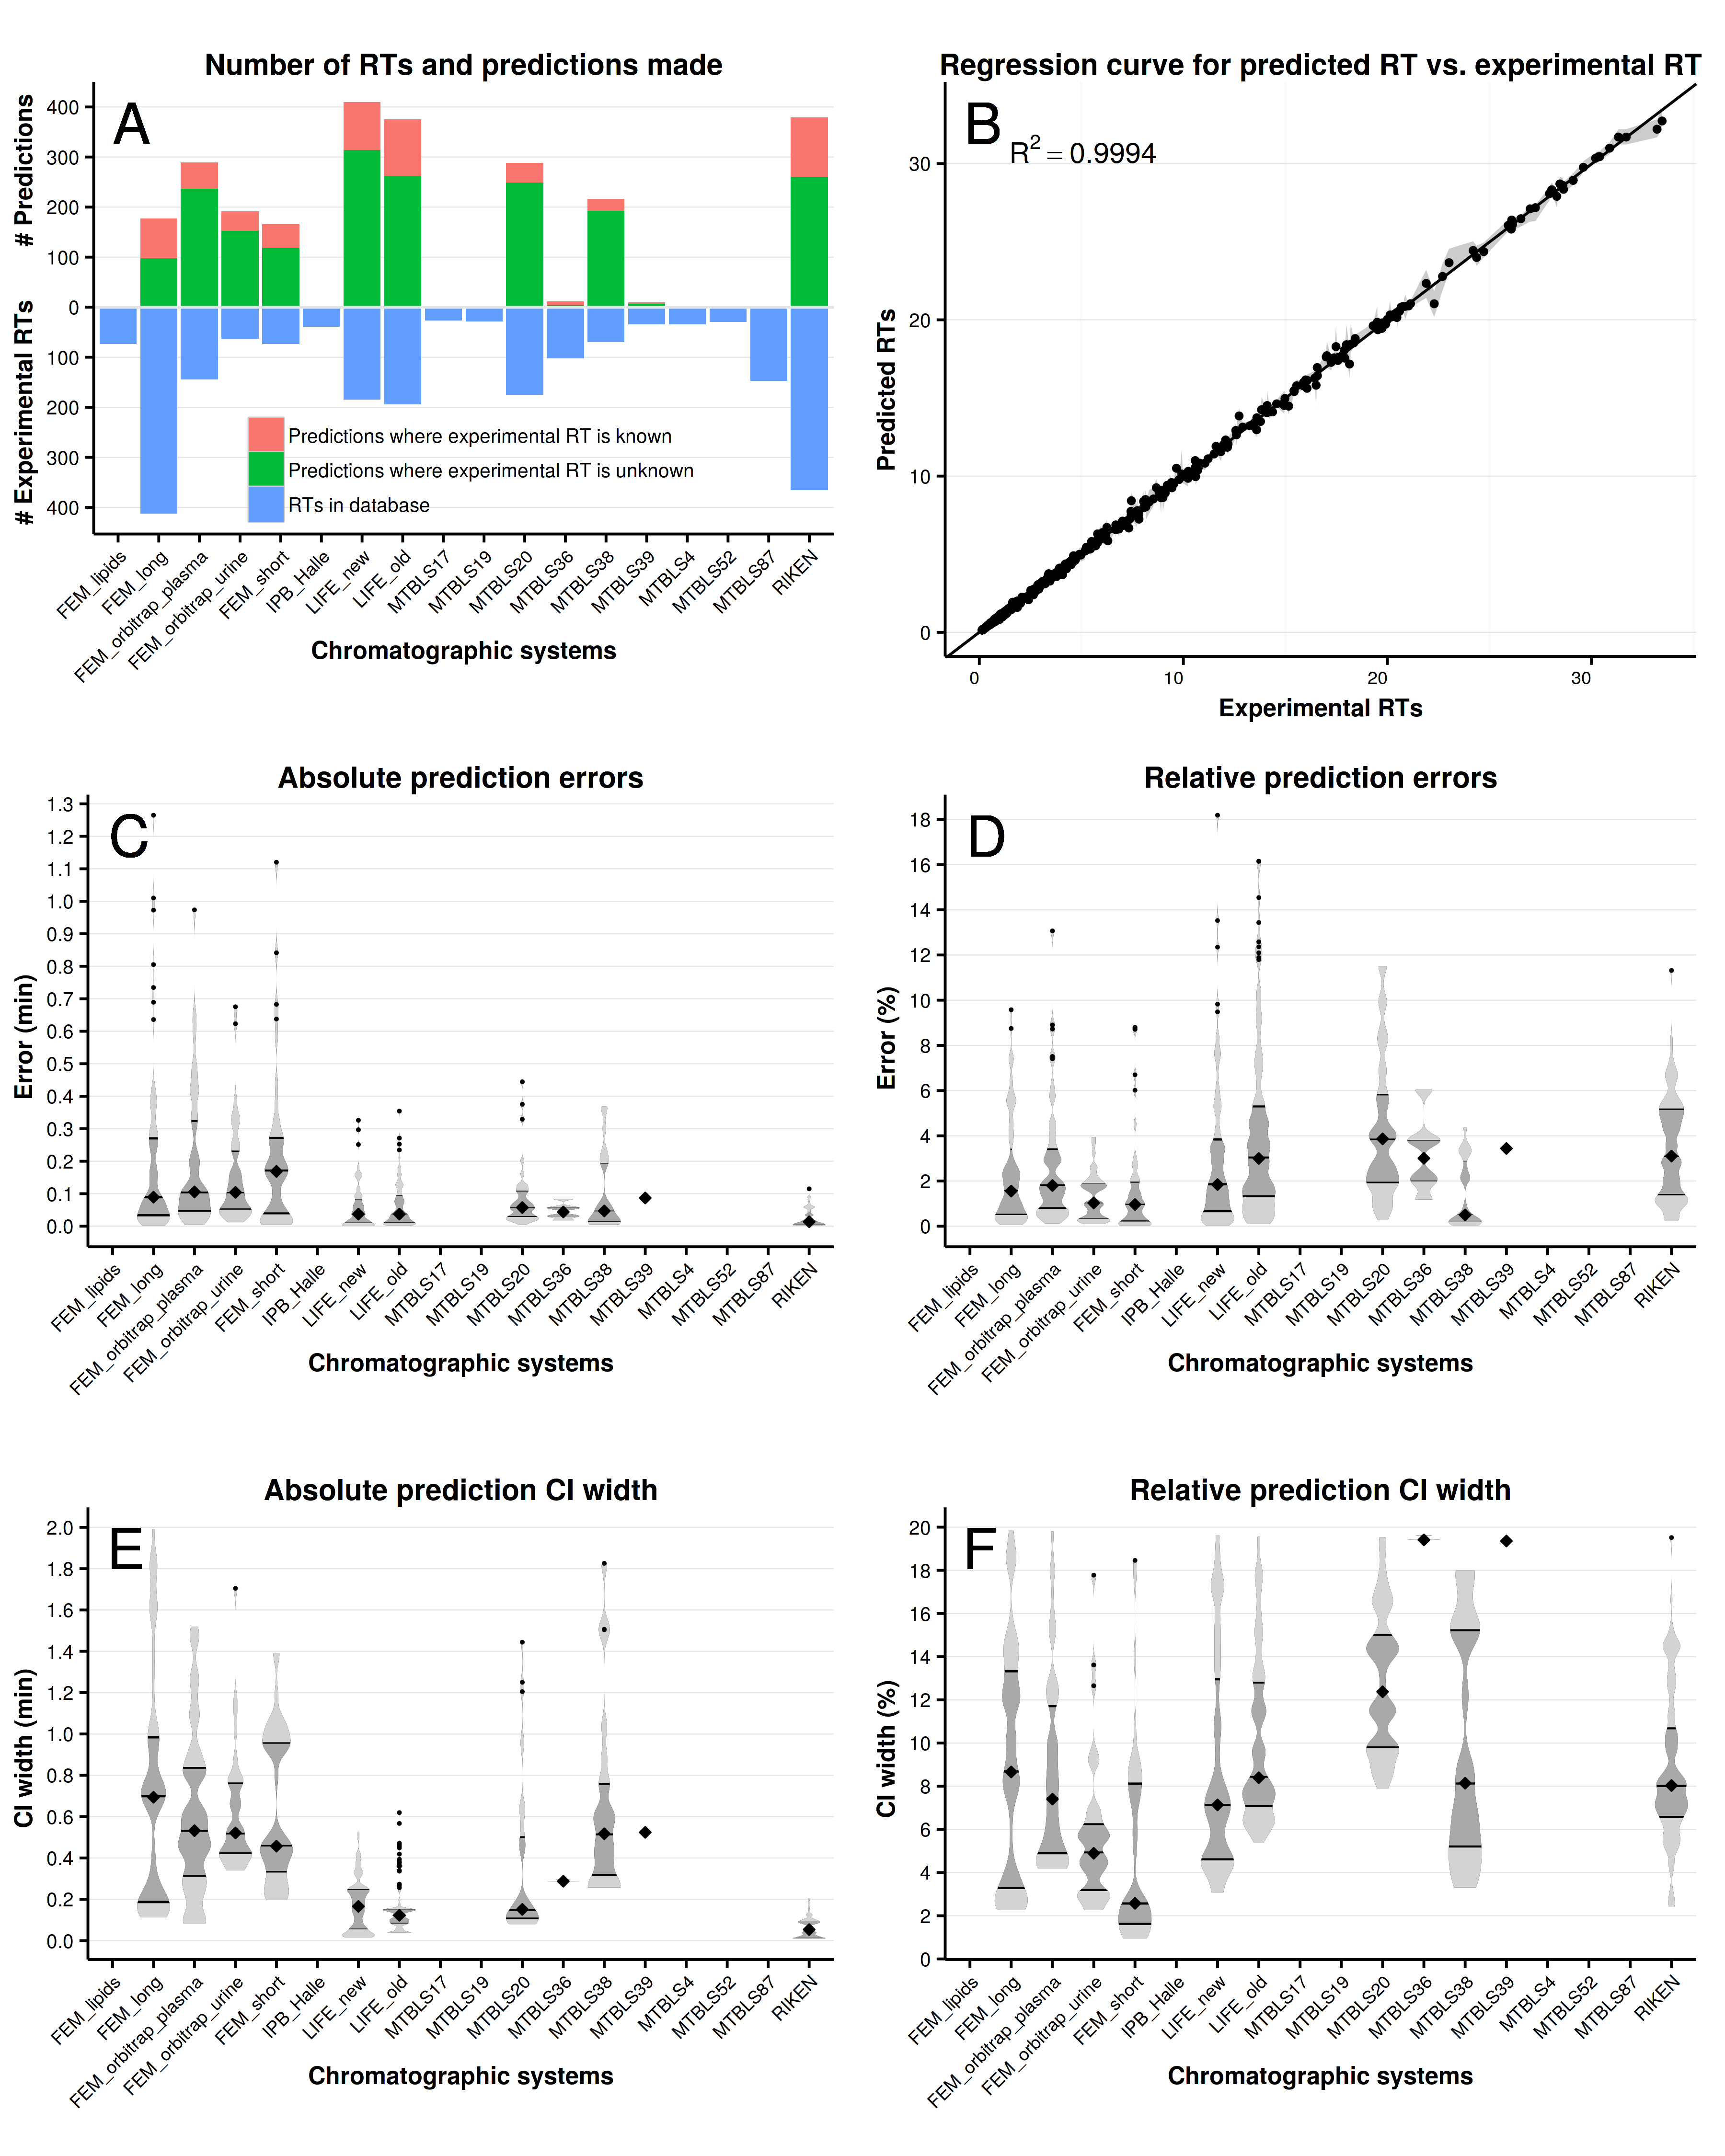 Number of RTs and predictions made
A
# Predictions
# Experimental RTs
400
300
200
100
0
100
200
300
400
Predictions where experimental RT is known
Predictions where experimental RT is unknown
RTs in database
FEM_lipids
FEM_long
FEM_orbitrap_plasma
FEM_orbitrap_urine
FEM_short
IPB_Halle
LIFE_new
LIFE_old
MTBLS17
MTBLS19
MTBLS20
MTBLS36
MTBLS38
MTBLS39
MTBLS4
MTBLS52
MTBLS87
RIKEN
Chromatographic systems
Regression curve for predicted RT vs. experimental RT
B
R² = 0.9994
Predicted RTs
30
20
10
0
0 10 20 30
Experimental RTs
Absolute prediction errors
C
Error (min)
1.3
1.2
1.1
1.0
0.9
0.8
0.7
0.6
0.5
0.4
0.3
0.2
0.1
0.0
FEM_lipids
FEM_long
FEM_orbitrap_plasma
FEM_orbitrap_urine
FEM_short
IPB_Halle
LIFE_new
LIFE_old
MTBLS17
MTBLS19
MTBLS20
MTBLS36
MTBLS38
MTBLS39
MTBLS4
MTBLS52
MTBLS87
RIKEN
Chromatographic systems
Relative prediction errors
D
Error (%)
18
16
14
12
10
8
6
4
2
0
FEM_lipids
FEM_long
FEM_orbitrap_plasma
FEM_orbitrap_urine
FEM_short
IPB_Halle
LIFE_new
LIFE_old
MTBLS17
MTBLS19
MTBLS20
MTBLS36
MTBLS38
MTBLS39
MTBLS4
MTBLS52
MTBLS87
RIKEN
Chromatographic systems
Absolute prediction CI width
E
CI width (min)
2.0
1.8
1.6
1.4
1.2
1.0
0.8
0.6
0.4
0.2
0.0
FEM_lipids
FEM_long
FEM_orbitrap_plasma
FEM_orbitrap_urine
FEM_short
IPB_Halle
LIFE_new
LIFE_old
MTBLS17
MTBLS19
MTBLS20
MTBLS36
MTBLS38
MTBLS39
MTBLS4
MTBLS52
MTBLS87
RIKEN
Chromatographic systems
Relative prediction CI width
F
CI width (%)
20
18
16
14
12
10
8
6
4
2
0
FEM_lipids
FEM_long
FEM_orbitrap_plasma
FEM_orbitrap_urine
FEM_short
IPB_Halle
LIFE_new
LIFE_old
MTBLS17
MTBLS19
MTBLS20
MTBLS36
MTBLS38
MTBLS39
MTBLS4
MTBLS52
MTBLS87
RIKEN
Chromatographic systems